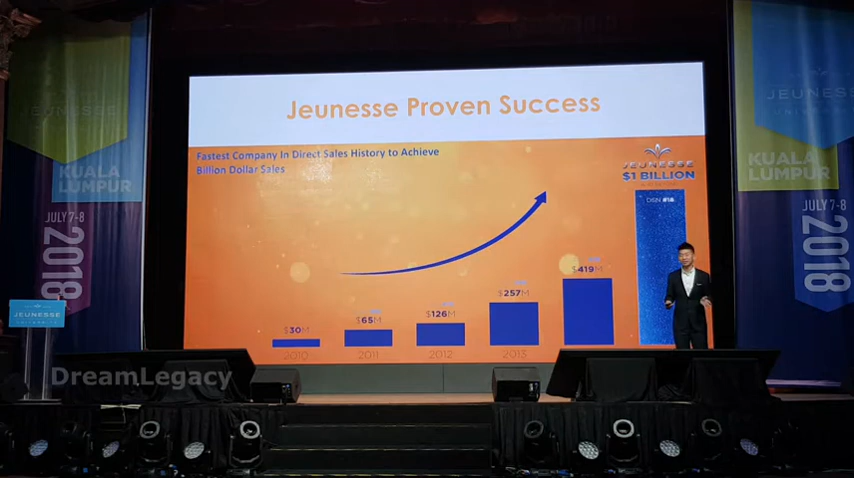 Jeunesse Proven Success
Fastest Company In Direct Sales History to Achieve
Billion Dollar Sales
JEUNESSE
$1 BILLION
$419M
$257M
$126M
$65M
$30M
2010
2011
2012
2013
JEUNESSE
KUALA
LUMPUR
JULY 7-8
2018
JEUNESSE
UNIVERSITY
KUALA
LUMPUR
JULY 7-8
2018
JEUNESSE
DreamLegacy